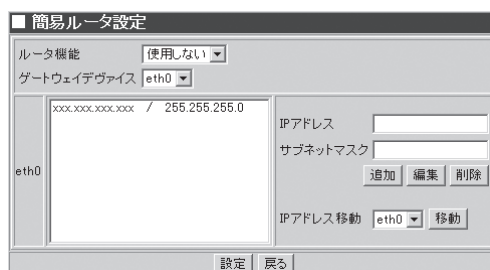 ■ 簡易ルータ設定
ルータ機能 使用しない
ゲートウェイデヴァイス eth0
xxx.xxx.xxx.xxx / 255.255.255.0
IPアドレス
サブネットマスク
eth0
追加 編集 削除
IPアドレス移動 eth0 移動
設定 戻る